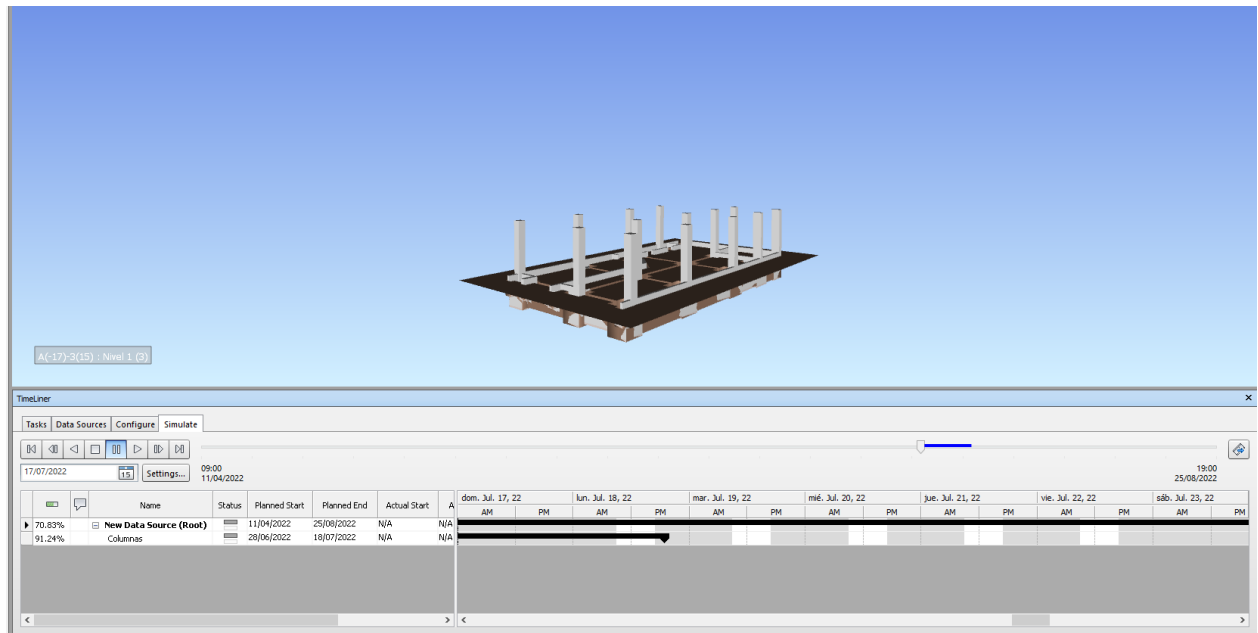 A(-17)-3(15) : Nivel 1 (3)
TimeLiner
Tasks Data Sources Configure Simulate
17/07/2022 15 Settings... 09:00 11/04/2022
19:00
25/08/2022
Name Status Planned Start Planned End Actual Start A
dom. Jul. 17, 22 lun. Jul. 18, 22 mar. Jul. 19, 22 mié. Jul. 20, 22 jue. Jul. 21, 22 vie. Jul. 22, 22 sáb. Jul. 23, 22
AM PM AM PM AM PM AM PM AM PM AM PM AM PM
70.83% New Data Source (Root) 11/04/2022 25/08/2022 N/A N/A
91.24% Columnas 28/06/2022 18/07/2022 N/A N/A